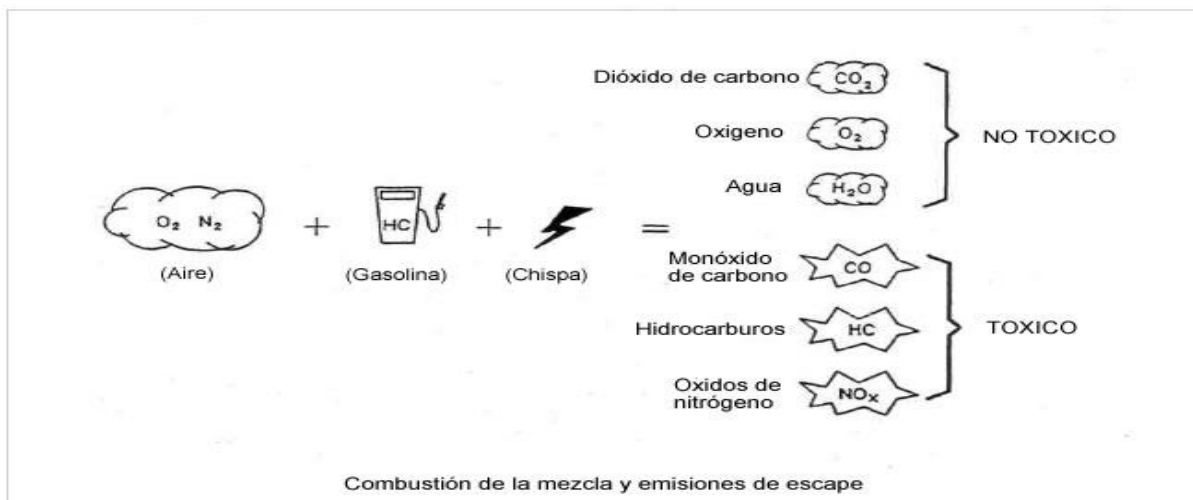 Dióxido de carbono CO₂
Oxigeno O₂
NO TOXICO
Agua H₂O
O₂ N₂ + HC + =
(Aire) (Gasolina) (Chispa)
Monóxido
de carbono CO
Hidrocarburos HC
TOXICO
Oxidos de
nitrógeno NOx
Combustión de la mezcla y emisiones de escape